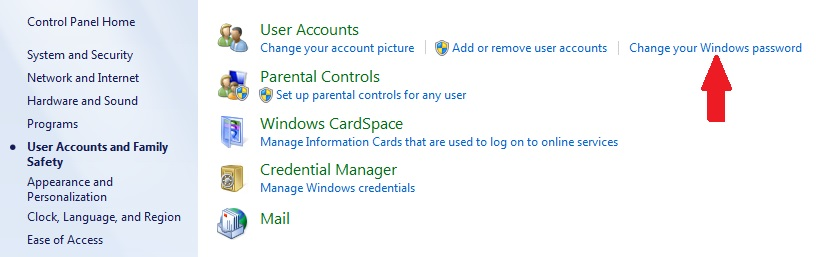 Control Panel Home
System and Security
Network and Internet
Hardware and Sound
Programs
User Accounts and Family
Safety
Appearance and
Personalization
Clock, Language, and Region
Ease of Access
User Accounts
Change your account picture Add or remove user accounts Change your Windows password
Parental Controls
Set up parental controls for any user
Windows CardSpace
Manage Information Cards that are used to log on to online services
Credential Manager
Manage Windows credentials
Mail